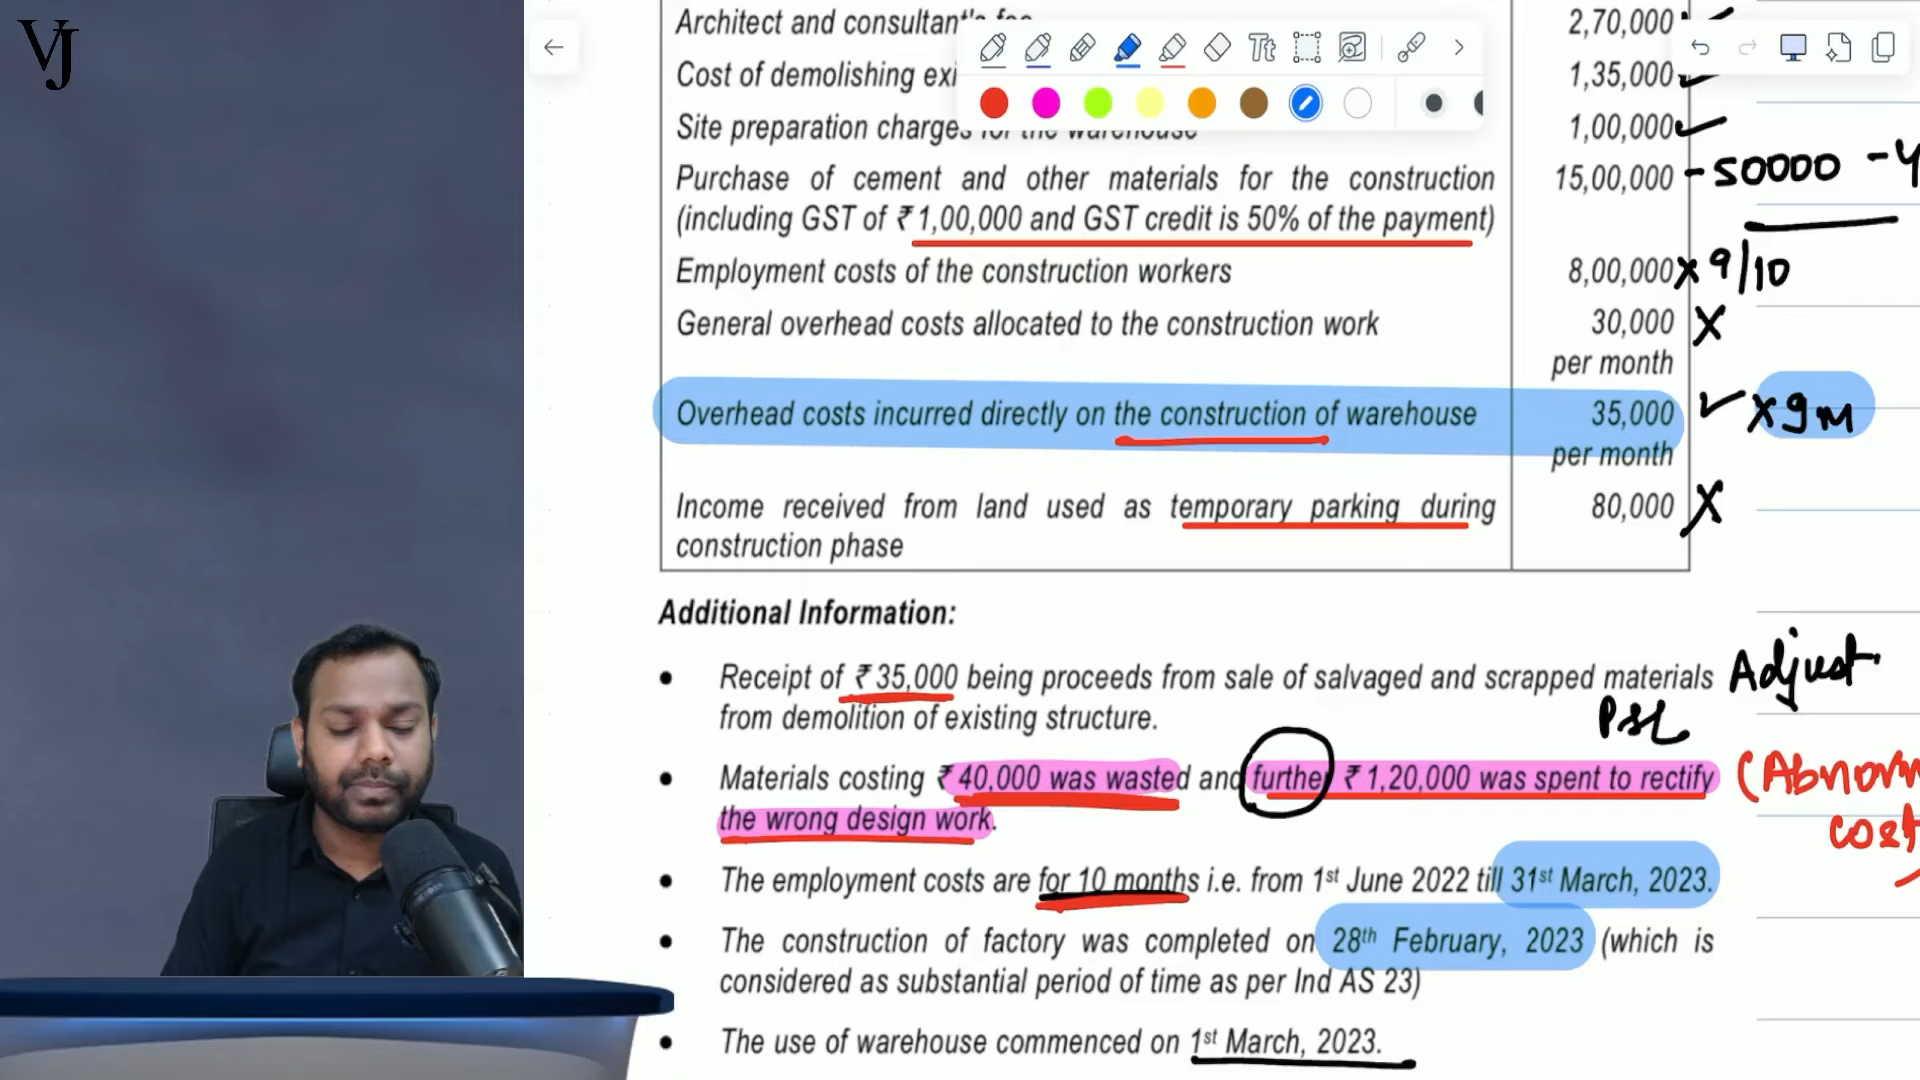 VJ
Architect and consultant's fee
2,70,000
Cost of demolishing exi
1,35,000
Site preparation charges for the warehouse
1,00,000
Purchase of cement and other materials for the construction
15,00,000 - 50000 -
(including GST of ₹ 1,00,000 and GST credit is 50% of the payment)
Employment costs of the construction workers
8,00,000 x 9/10
General overhead costs allocated to the construction work
30,000 X
per month
Overhead costs incurred directly on the construction of warehouse
35,000 ✓ x 9m
per month
Income received from land used as temporary parking during
80,000 X
construction phase
Additional Information:
• Receipt of ₹ 35,000 being proceeds from sale of salvaged and scrapped materials Adjust
from demolition of existing structure.
P&L
• Materials costing ₹ 40,000 was wasted and further ₹ 1,20,000 was spent to rectify (Abnorm
the wrong design work. cost
• The employment costs are for 10 months i.e. from 1st June 2022 till 31st March, 2023.
• The construction of factory was completed on 28th February, 2023 (which is
considered as substantial period of time as per Ind AS 23)
• The use of warehouse commenced on 1st March, 2023.